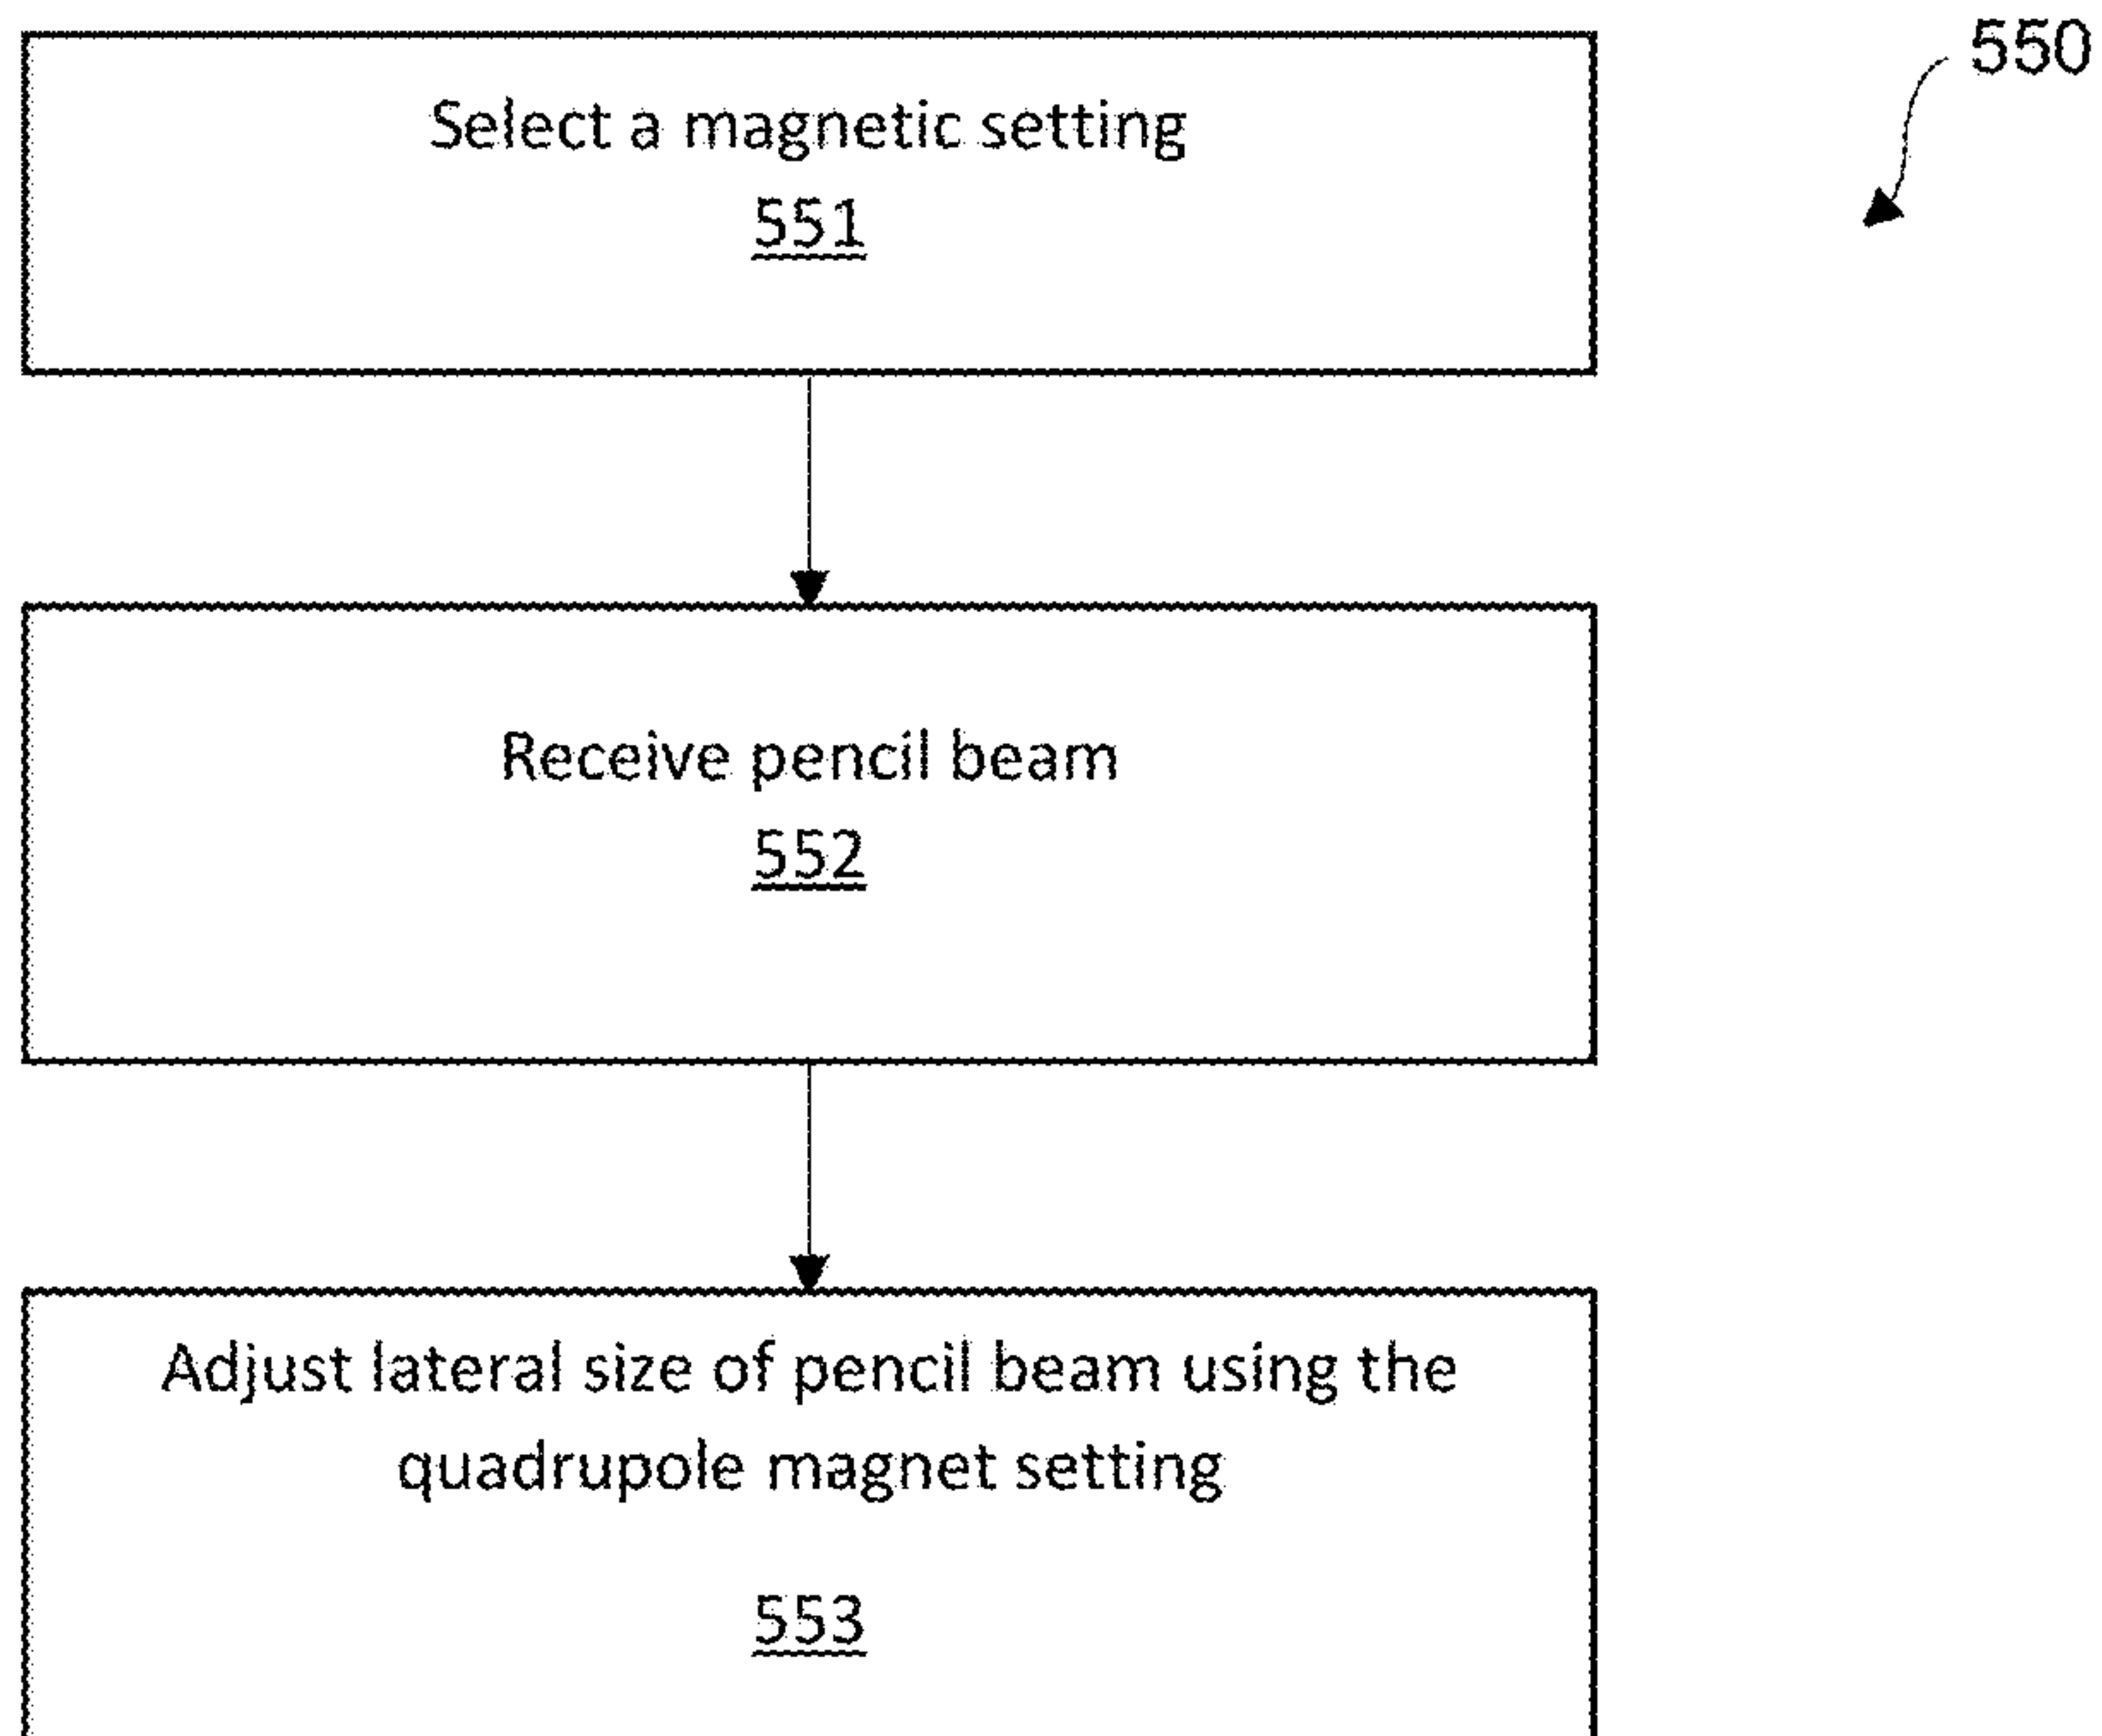 550
Select a magnetic setting
551
Receive pencil beam
552
Adjust lateral size of pencil beam using the
quadrupole magnet setting
553